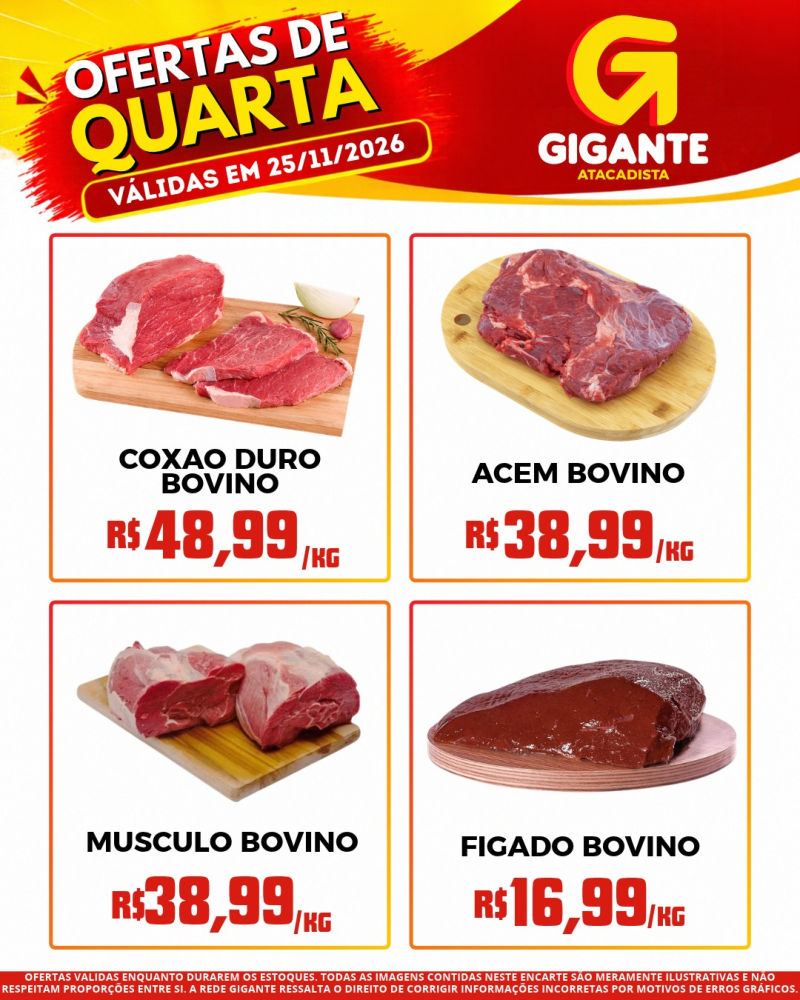 OFERTAS DE
QUARTA
VÁLIDAS EM 25/11/2026
GIGANTE
ATACADISTA
COXAO DURO
BOVINO
R$48,99/KG
ACEM BOVINO
R$38,99/KG
MUSCULO BOVINO
R$38,99/KG
FIGADO BOVINO
R$16,99/KG
OFERTAS VALIDAS ENQUANTO DURAREM OS ESTOQUES. TODAS AS IMAGENS CONTIDAS NESTE ENCARTE SÃO MERAMENTE ILUSTRATIVAS E NÃO
RESPEITAM PROPORÇÕES ENTRE SI. A REDE GIGANTE RESSALTA O DIREITO DE CORRIGIR INFORMAÇÕES INCORRETAS POR MOTIVOS DE ERROS GRÁFICOS.